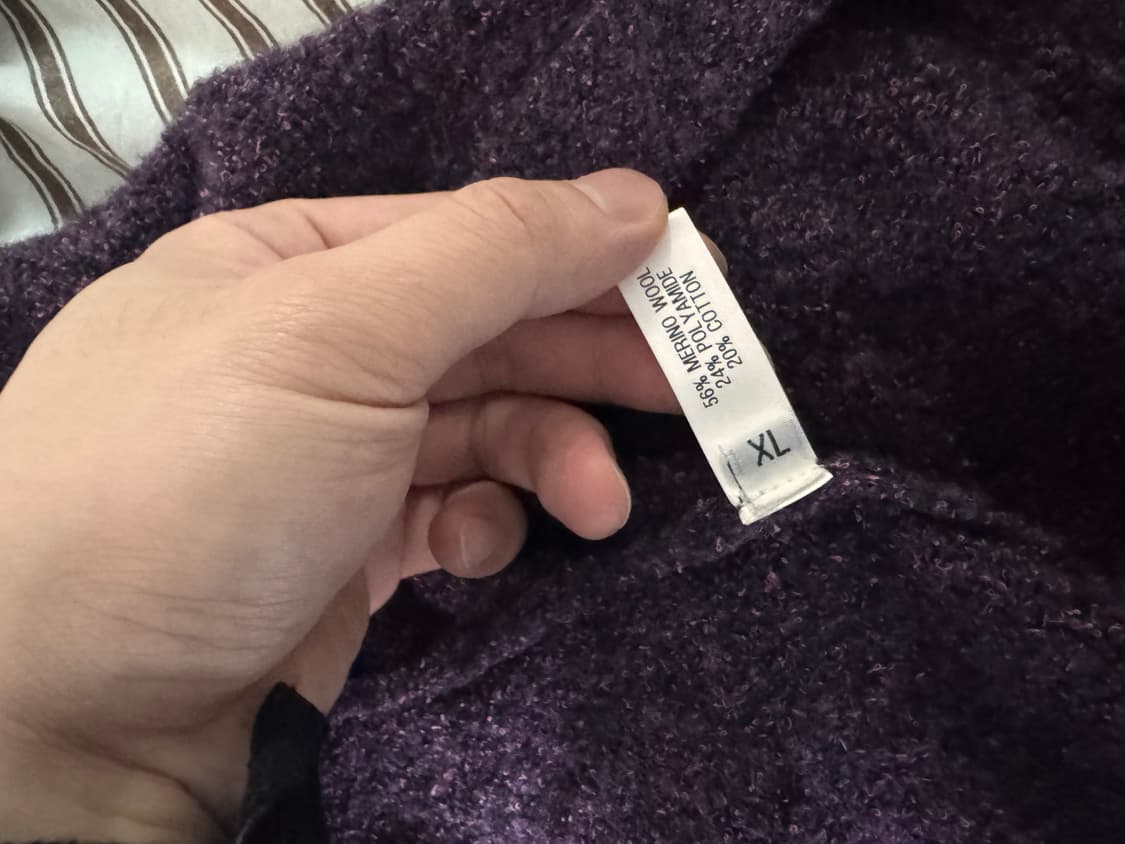 56% MERINO WOOL
24% POLYAMIDE
20% COTTON
XL